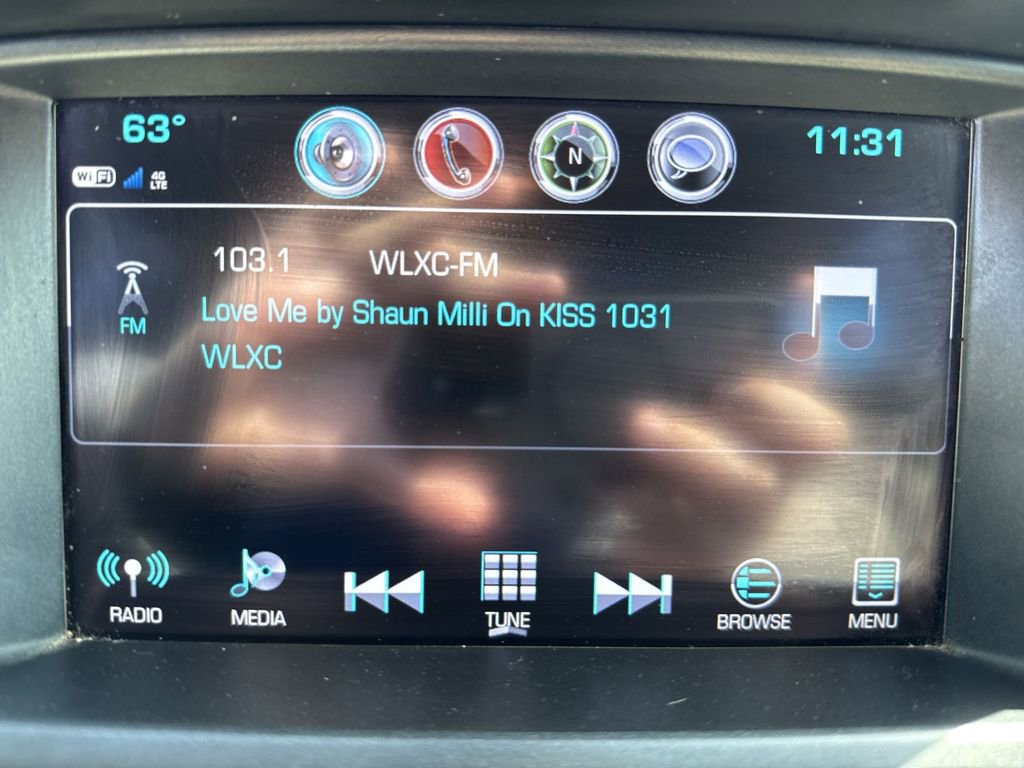 63°
N
11:31
WiFi 4G LTE
103.1 WLXC-FM
Love Me by Shaun Milli On KISS 1031
FM
WLXC
RADIO MEDIA TUNE BROWSE MENU